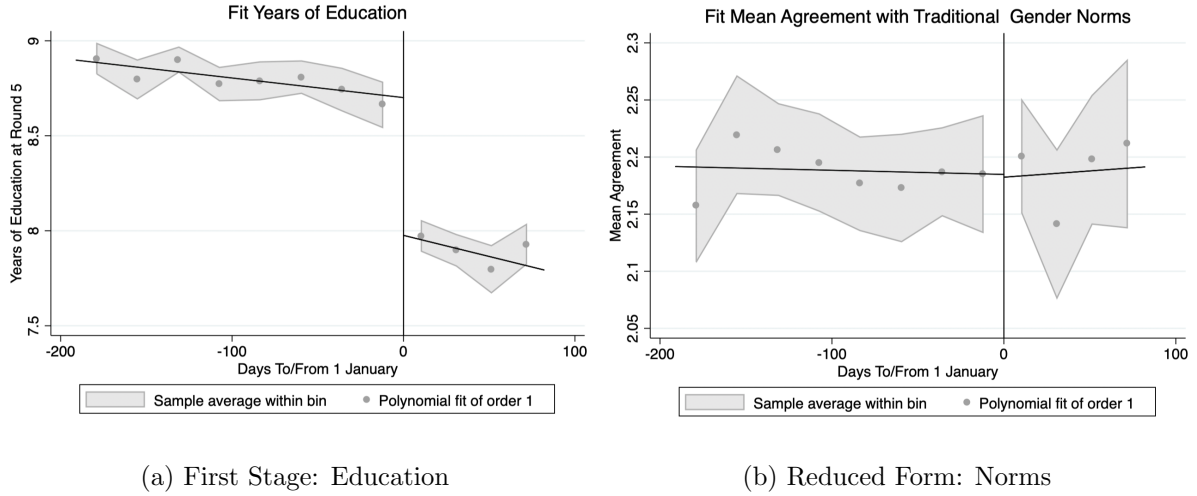 Fit Years of Education
Years of Education at Round 5
9
8.5
8
7.5
-200
-100
0
100
Days To/From 1 January
Sample average within bin
Polynomial fit of order 1
(a) First Stage: Education
Fit Mean Agreement with Traditional Gender Norms
Mean Agreement
2.3
2.25
2.2
2.15
2.1
2.05
-200
-100
0
100
Days To/From 1 January
Sample average within bin
Polynomial fit of order 1
(b) Reduced Form: Norms